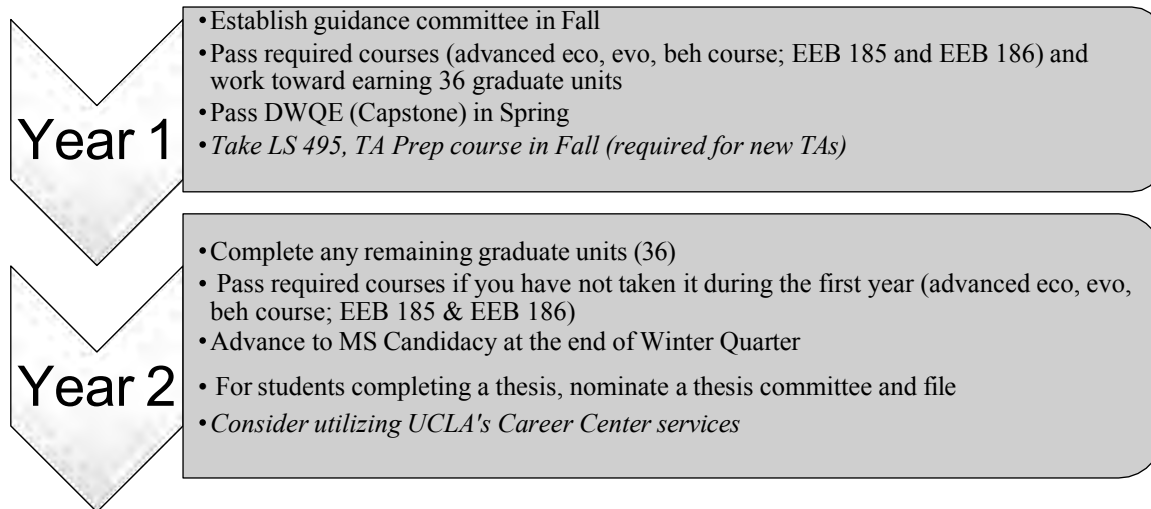 Year 1
•Establish guidance committee in Fall
•Pass required courses (advanced eco, evo, beh course; EEB 185 and EEB 186) and
work toward earning 36 graduate units
•Pass DWQE (Capstone) in Spring
•Take LS 495, TA Prep course in Fall (required for new TAs)
Year 2
•Complete any remaining graduate units (36)
• Pass required courses if you have not taken it during the first year (advanced eco, evo,
beh course; EEB 185 & EEB 186)
•Advance to MS Candidacy at the end of Winter Quarter
• For students completing a thesis, nominate a thesis committee and file
•Consider utilizing UCLA's Career Center services